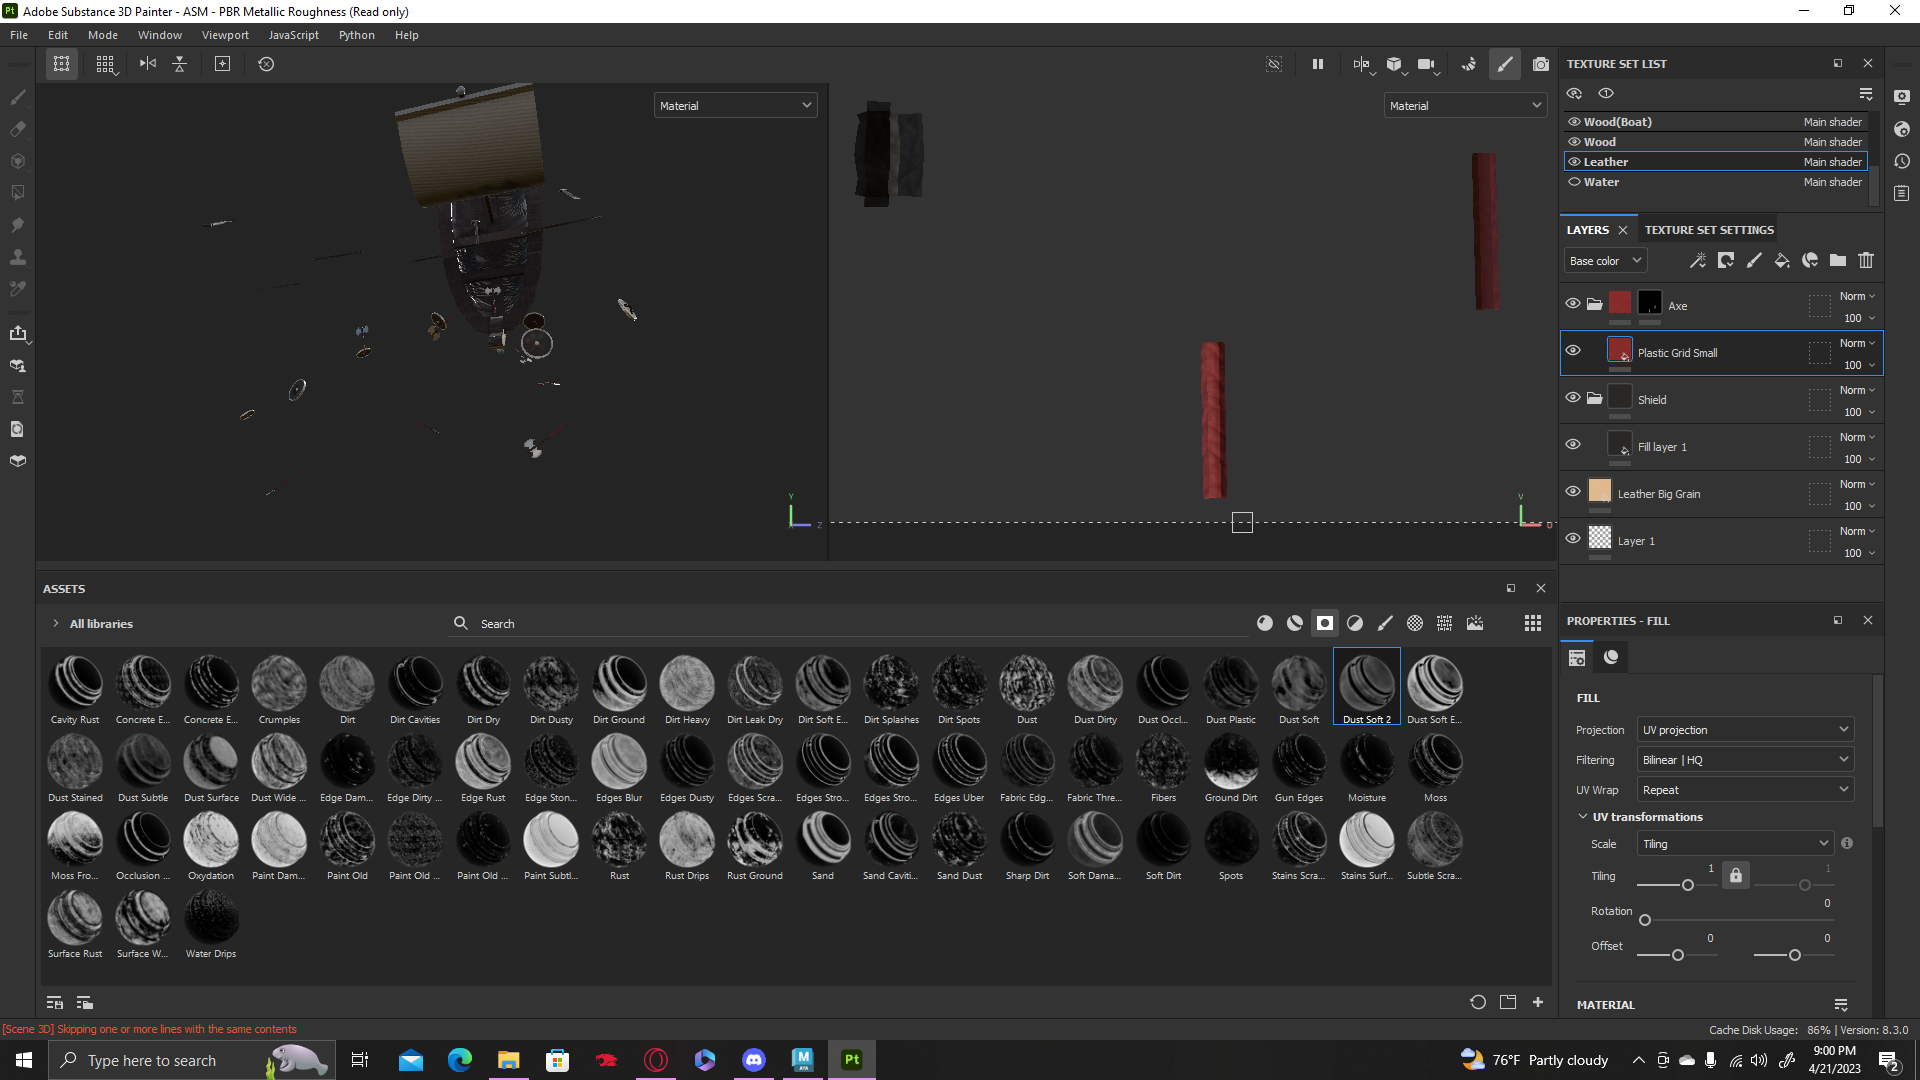 Adobe Substance 3D Painter - ASM - PBR Metallic Roughness (Read only)
File Edit Mode Window Viewport JavaScript Python Help
Material
Material
TEXTURE SET LIST
Wood(Boat) Main shader
Wood Main shader
Leather Main shader
Water Main shader
LAYERS TEXTURE SET SETTINGS
Base color
Axe Norm 100
Plastic Grid Small Norm 100
Shield Norm 100
Fill layer 1 Norm 100
Leather Big Grain Norm 100
Layer 1 Norm 100
Y
Z
V
U
ASSETS
All libraries Search
Cavity Rust Concrete E... Concrete E... Crumples Dirt Dirt Cavities Dirt Dry Dirt Dusty Dirt Ground Dirt Heavy Dirt Leak Dry Dirt Soft E... Dirt Splashes Dirt Spots Dust Dust Dirty Dust Occl... Dust Plastic Dust Soft Dust Soft 2 Dust Soft E...
Dust Stained Dust Subtle Dust Surface Dust Wide ... Edge Dam... Edge Dirty ... Edge Rust Edge Ston... Edges Blur Edges Dusty Edges Scra... Edges Stro... Edges Stro... Edges Uber Fabric Edg... Fabric Thre... Fibers Ground Dirt Gun Edges Moisture Moss
Moss Fro... Occlusion ... Oxydation Paint Dam... Paint Old Paint Old ... Paint Old ... Paint Subtl... Rust Rust Drips Rust Ground Sand Sand Caviti... Sand Dust Sharp Dirt Soft Dama... Soft Dirt Spots Stains Scra... Stains Surf... Subtle Scra...
Surface Rust Surface W... Water Drips
PROPERTIES - FILL
FILL
Projection UV projection
Filtering Bilinear | HQ
UV Wrap Repeat
UV transformations
Scale Tiling
Tiling 1 1
Rotation 0
Offset 0 0
MATERIAL
[Scene 3D] Skipping one or more lines with the same contents
Cache Disk Usage: 86% | Version: 8.3.0
Type here to search
76°F Partly cloudy
9:00 PM
4/21/2023
2